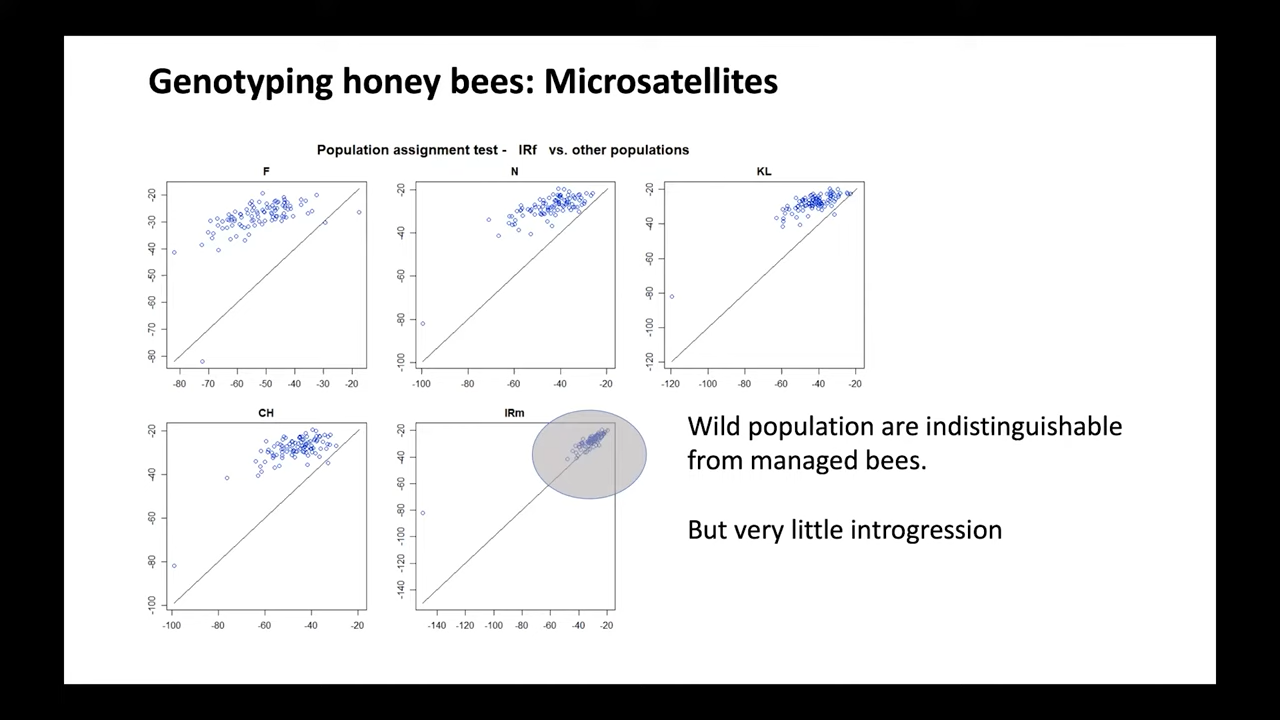 Genotyping honey bees: Microsatellites
Population assignment test - IRf vs. other populations
F
N
KL
-20
-30
-40
-50
-60
-70
-80
-80 -70 -60 -50 -40 -30 -20
-20
-40
-60
-80
-100
-100 -80 -60 -40 -20
-20
-40
-60
-80
-100
-120
-120 -100 -80 -60 -40 -20
CH
IRm
-20
-40
-60
-80
-100
-100 -80 -60 -40 -20
-20
-40
-60
-80
-100
-120
-140
-140 -120 -100 -80 -60 -40 -20
Wild population are indistinguishable
from managed bees.
But very little introgression